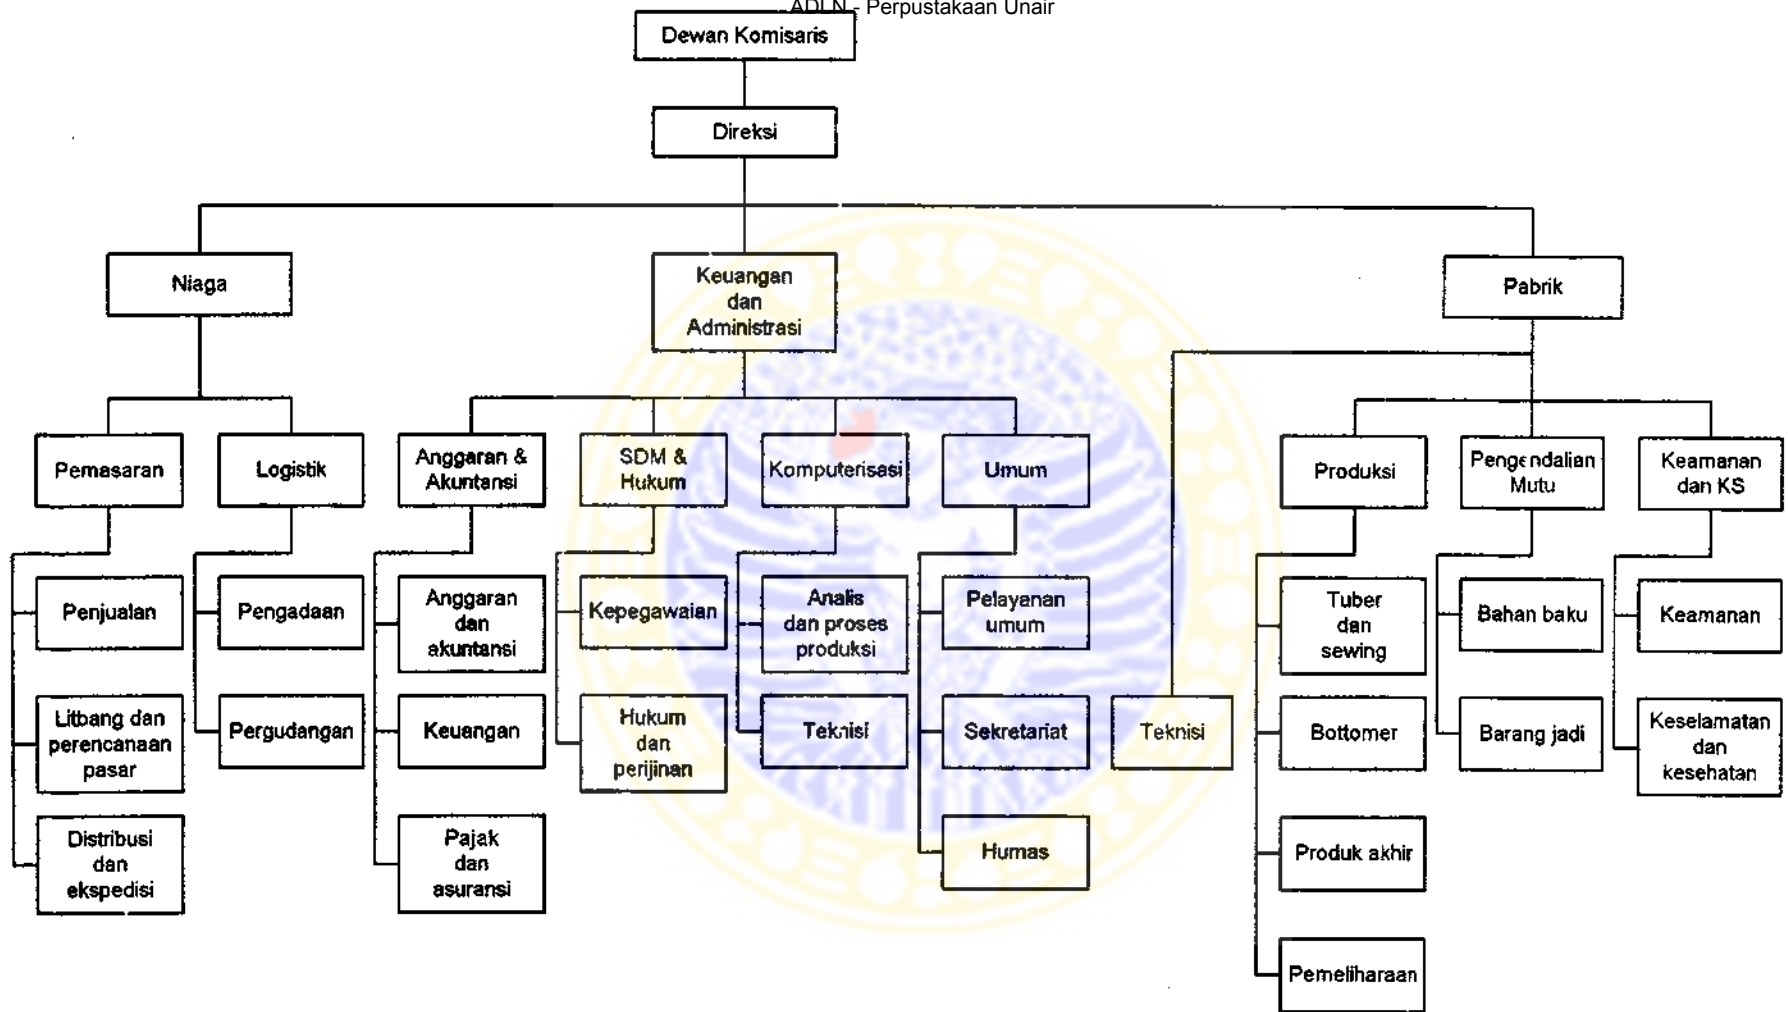 ADLN - Perpustakaan Unair
Dewan Komisaris
Direksi
Niaga
Keuangan
dan
Administrasi
Pabrik
Pemasaran
Logistik
Anggaran &
Akuntansi
SDM &
Hukum
Komputerisasi
Umum
Produksi
Pengendalian
Mutu
Keamanan
dan KS
Penjualan
Pengadaan
Anggaran
dan
akuntansi
Kepegawaian
Analis
dan proses
produksi
Pelayanan
umum
Tuber
dan
sewing
Bahan baku
Keamanan
Litbang dan
perencanaan
pasar
Pergudangan
Keuangan
Hukum
dan
perijinan
Teknisi
Sekretariat
Teknisi
Bottomer
Barang jadi
Keselamatan
dan
kesehatan
Distribusi
dan
ekspedisi
Pajak
dan
asuransi
Humas
Produk akhir
Pemeliharaan